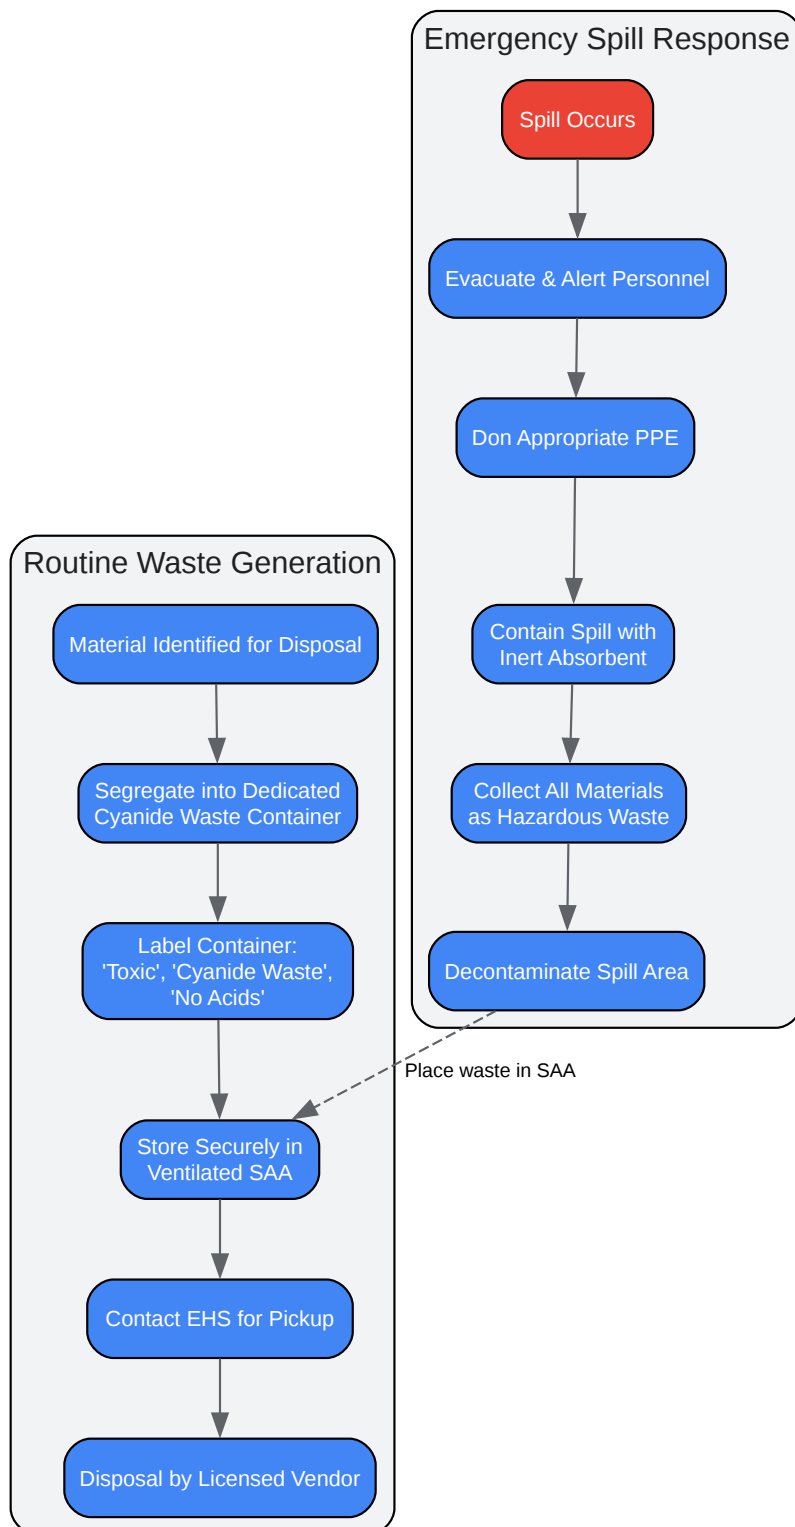 Emergency Spill Response
Spill Occurs
Evacuate & Alert Personnel
Don Appropriate PPE
Contain Spill with
Inert Absorbent
Collect All Materials
as Hazardous Waste
Decontaminate Spill Area
Place waste in SAA
Routine Waste Generation
Material Identified for Disposal
Segregate into Dedicated
Cyanide Waste Container
Label Container:
'Toxic', 'Cyanide Waste',
'No Acids'
Store Securely in
Ventilated SAA
Contact EHS for Pickup
Disposal by Licensed Vendor